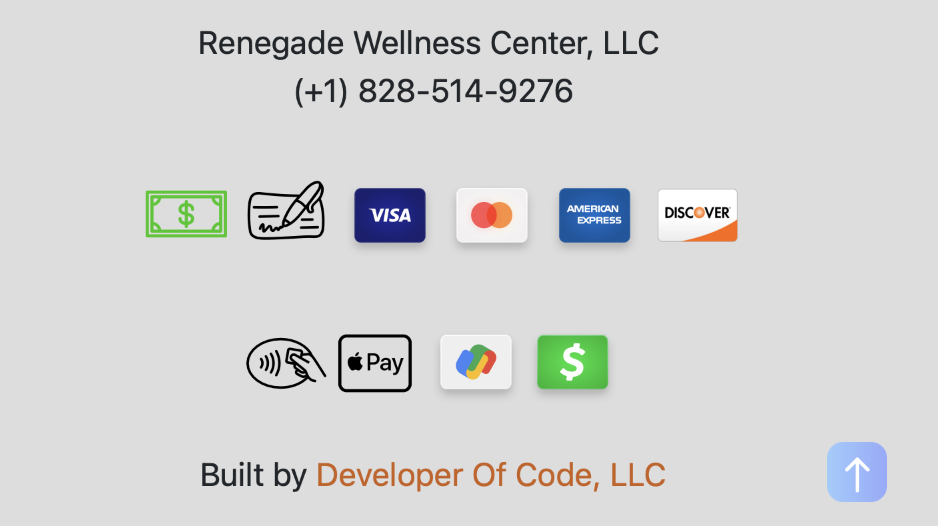 Renegade Wellness Center, LLC
(+1) 828-514-9276
$ VISA AMERICAN EXPRESS DISCOVER
Pay $
Built by Developer Of Code, LLC